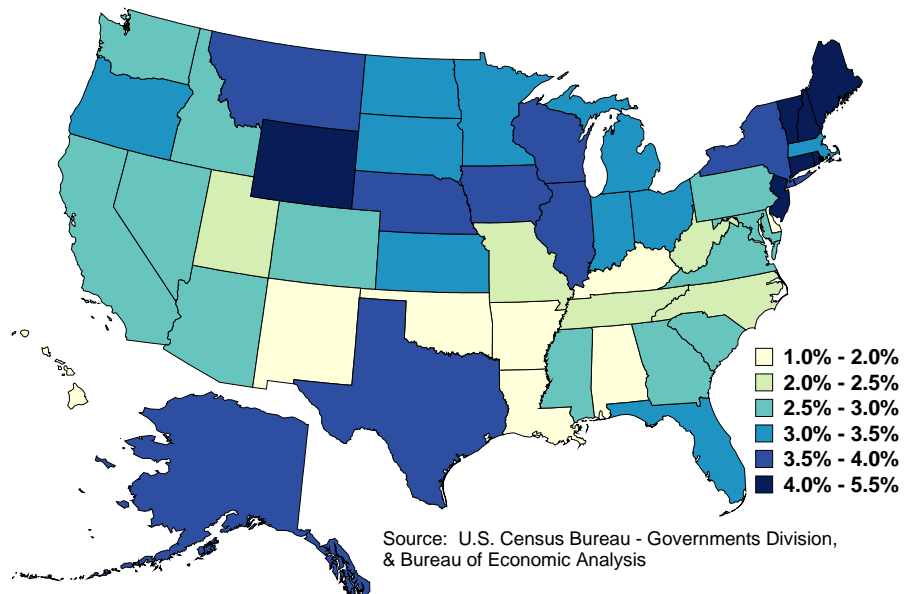 1.0% - 2.0%
2.0% - 2.5%
2.5% - 3.0%
3.0% - 3.5%
3.5% - 4.0%
4.0% - 5.5%
Source:  U.S. Census Bureau - Governments Division,
& Bureau of Economic Analysis